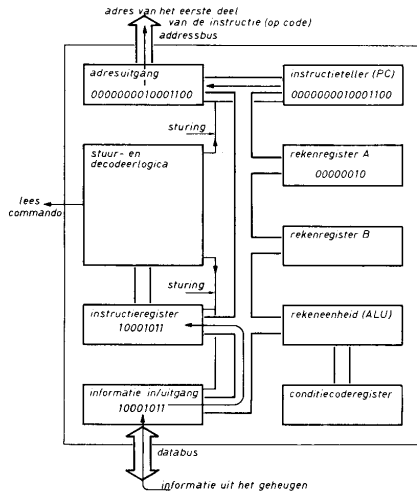 adres van het eerste deel
van de instructie (op code)
addressbus
adresuitgang
0000000010001100
instructieteller (PC)
0000000010001100
sturing
stuur- en
decodeerlogica
rekenregister A
00000010
lees
commando
rekenregister B
sturing
instructieregister
10001011
rekeneenheid (ALU)
informatie in/uitgang
10001011
conditiecoderegister
databus
informatie uit het geheugen